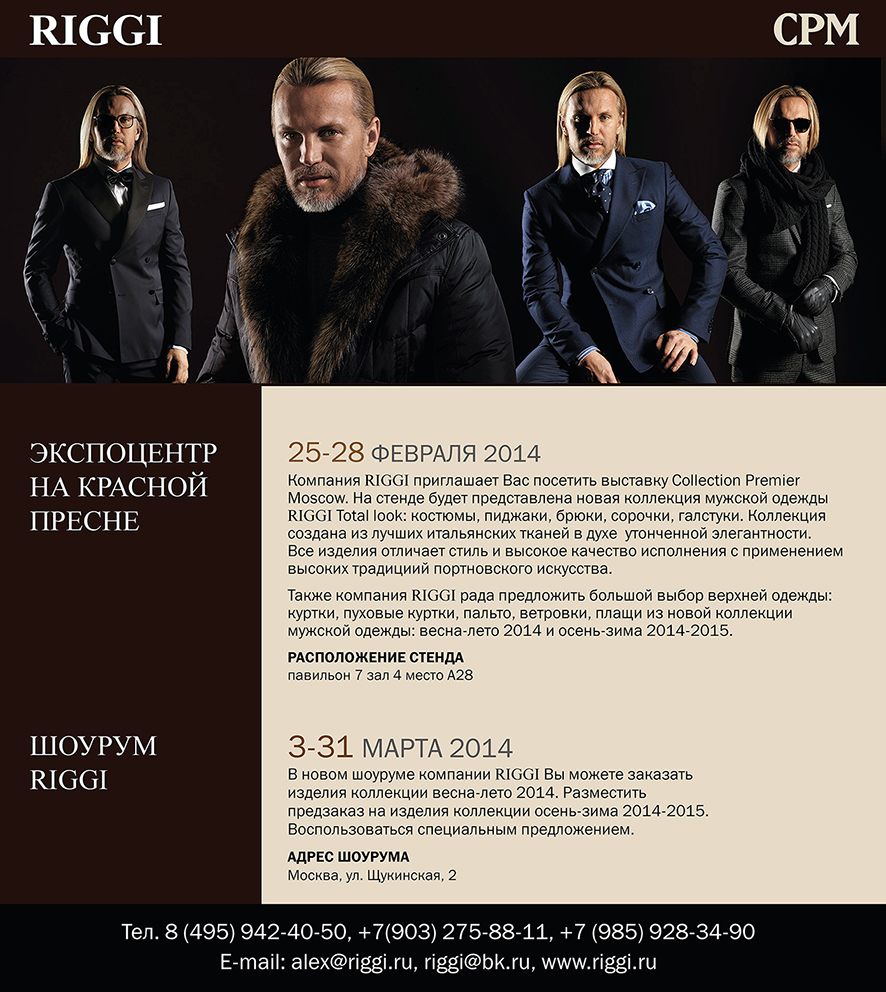 RIGGI
CPM
ЭКСПОЦЕНТР
НА КРАСНОЙ
ПРЕСНЕ
25-28 ФЕВРАЛЯ 2014
Компания RIGGI приглашает Вас посетить выставку Collection Premier
Moscow. На стенде будет представлена новая коллекция мужской одежды
RIGGI Total look: костюмы, пиджаки, брюки, сорочки, галстуки. Коллекция
создана из лучших итальянских тканей в духе утонченной элегантности.
Все изделия отличает стиль и высокое качество исполнения с применением
высоких традициий портновского искусства.
Также компания RIGGI рада предложить большой выбор верхней одежды:
куртки, пуховые куртки, пальто, ветровки, плащи из новой коллекции
мужской одежды: весна-лето 2014 и осень-зима 2014-2015.
РАСПОЛОЖЕНИЕ СТЕНДА
павильон 7 зал 4 место А28
ШОУРУМ
RIGGI
3-31 МАРТА 2014
В новом шоуруме компании RIGGI Вы можете заказать
изделия коллекции весна-лето 2014. Разместить
предзаказ на изделия коллекции осень-зима 2014-2015.
Воспользоваться специальным предложением.
АДРЕС ШОУРУМА
Москва, ул. Щукинская, 2
Тел. 8 (495) 942-40-50, +7(903) 275-88-11, +7 (985) 928-34-90
E-mail: alex@riggi.ru, riggi@bk.ru, www.riggi.ru